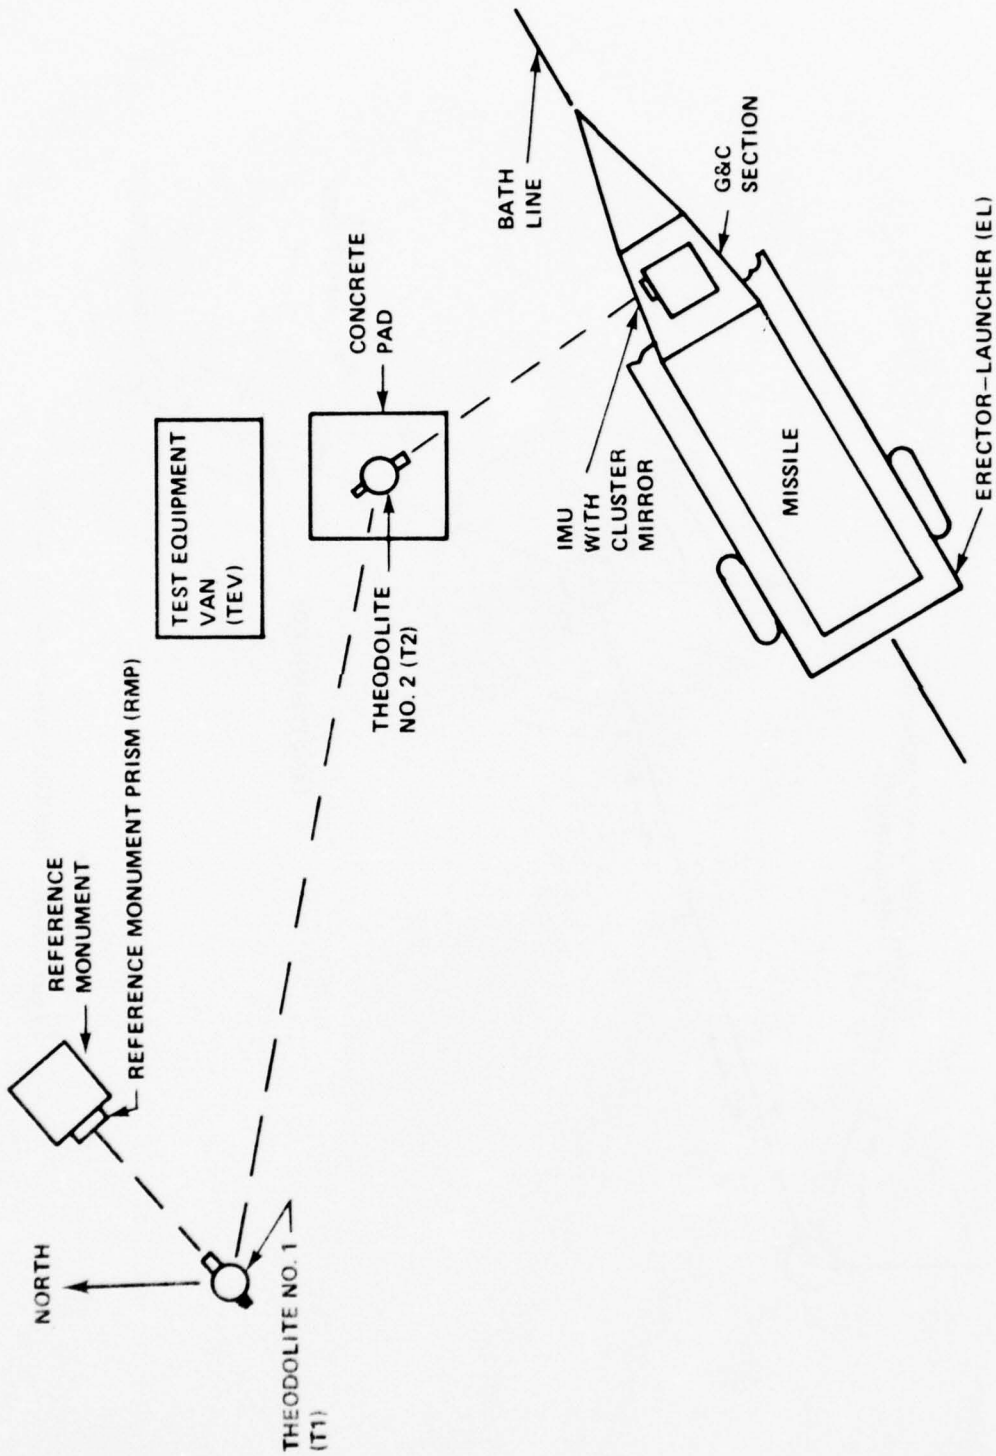 NORTH
REFERENCE
MONUMENT
REFERENCE MONUMENT PRISM (RMP)
THEODOLITE NO. 1
(T1)
TEST EQUIPMENT
VAN
(TEV)
CONCRETE
PAD
THEODOLITE
NO. 2 (T2)
BATH
LINE
IMU
WITH
CLUSTER
MIRROR
G&C
SECTION
MISSILE
ERECTOR-LAUNCHER (EL)